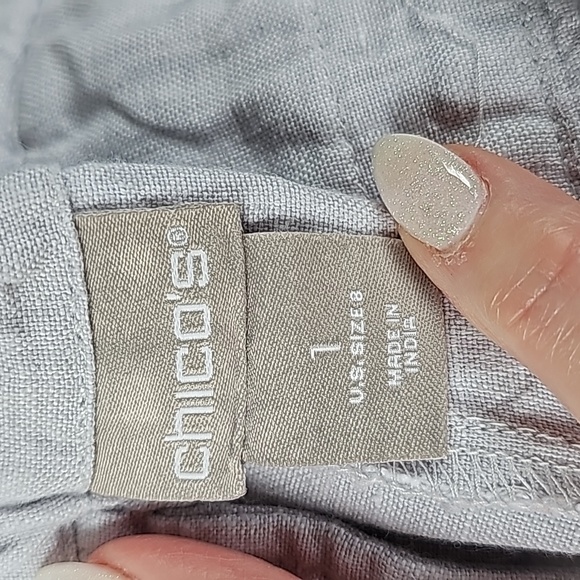 chico's®
1
U.S. SIZE 8
MADE IN
INDIA